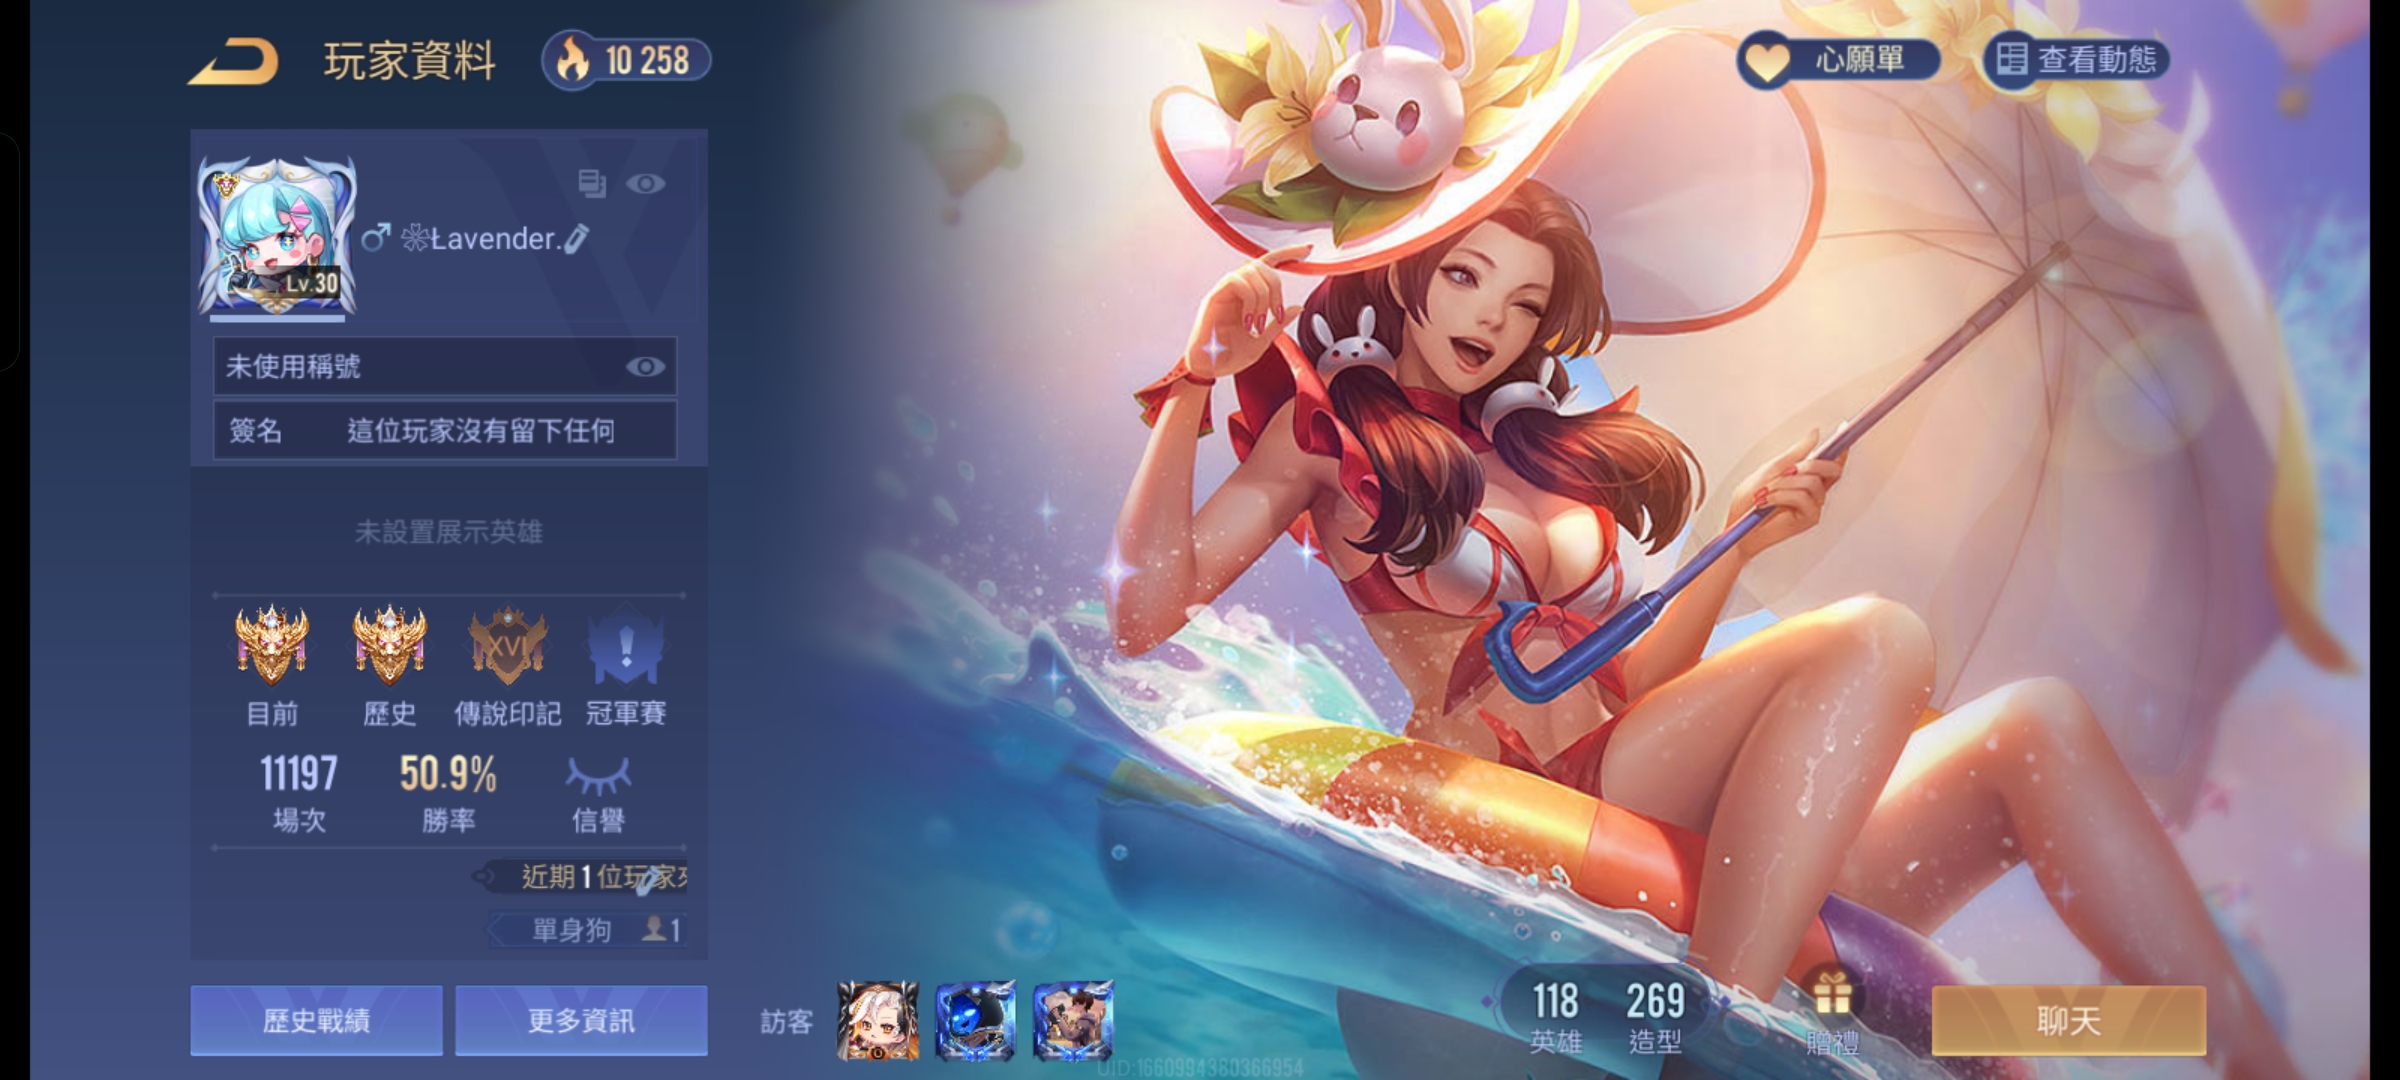 玩家資料
10 258
心願單
查看動態
Lv.30
Łavender.
未使用稱號
簽名 這位玩家沒有留下任何
未設置展示英雄
XVI
目前 歷史 傳說印記 冠軍賽
11197 50.9%
場次 勝率 信譽
近期1位玩家
單身狗 1
歷史戰績 更多資訊
訪客
118 269
英雄 造型 贈禮
聊天
UID:1660994380366954